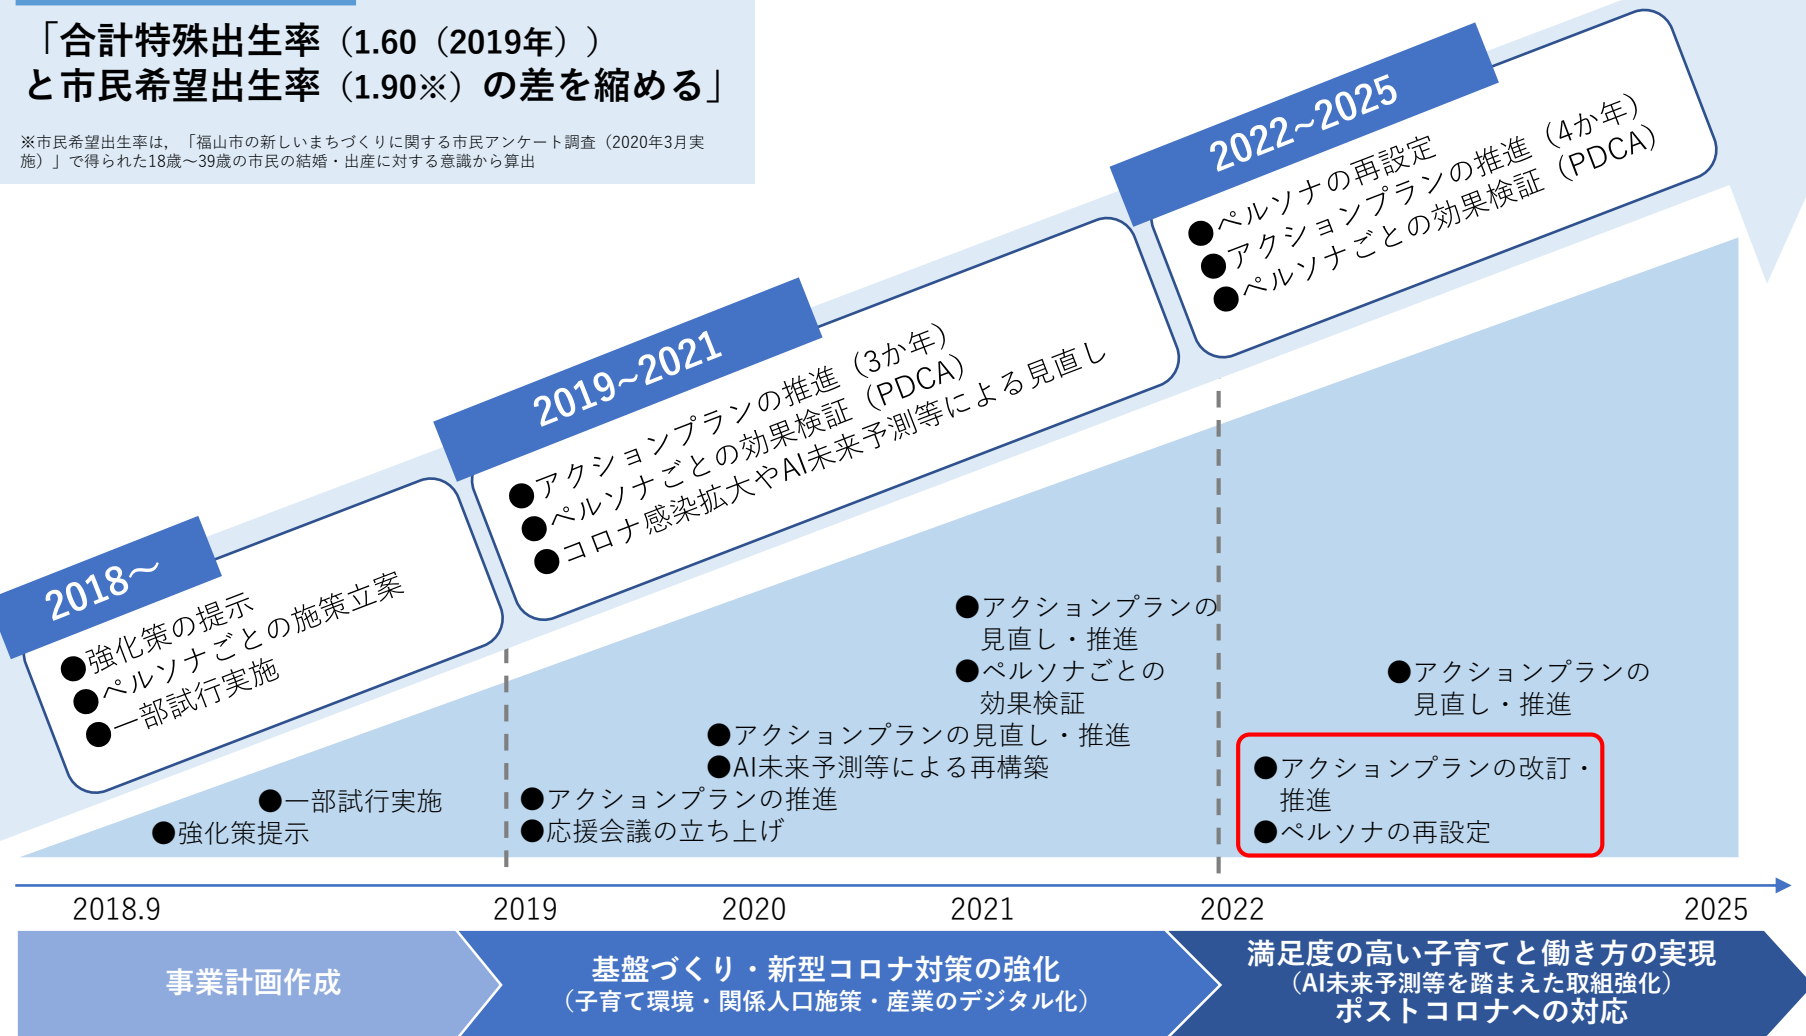 「合計特殊出生率（1.60（2019年））
と市民希望出生率（1.90※）の差を縮める」
※市民希望出生率は，「福山市の新しいまちづくりに関する市民アンケート調査（2020年3月実
施）」で得られた18歳～39歳の市民の結婚・出産に対する意識から算出
2022~2025
●ペルソナの再設定
●アクションプランの推進（4か年）
●ペルソナごとの効果検証（PDCA）
2019~2021
●アクションプランの推進（3か年）
●ペルソナごとの効果検証（PDCA）
●コロナ感染拡大やAI未来予測等による見直し
2018～
●強化策の提示
●ペルソナごとの施策立案
●一部試行実施
●一部試行実施
●強化策提示
●アクションプランの推進
●応援会議の立ち上げ
●アクションプランの見直し・推進
●AI未来予測等による再構築
●アクションプランの
見直し・推進
●ペルソナごとの
効果検証
●アクションプランの改訂・
推進
●ペルソナの再設定
●アクションプランの
見直し・推進
2018.9
2019
2020
2021
2022
2025
事業計画作成
基盤づくり・新型コロナ対策の強化
（子育て環境・関係人口施策・産業のデジタル化）
満足度の高い子育てと働き方の実現
（AI未来予測等を踏まえた取組強化）
ポストコロナへの対応